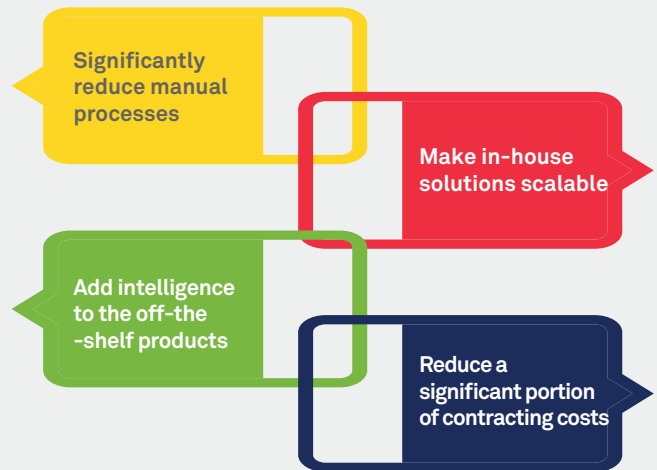 Significantly
reduce manual
processes
Make in-house
solutions scalable
Add intelligence
to the off-the
-shelf products
Reduce a
significant portion
of contracting costs